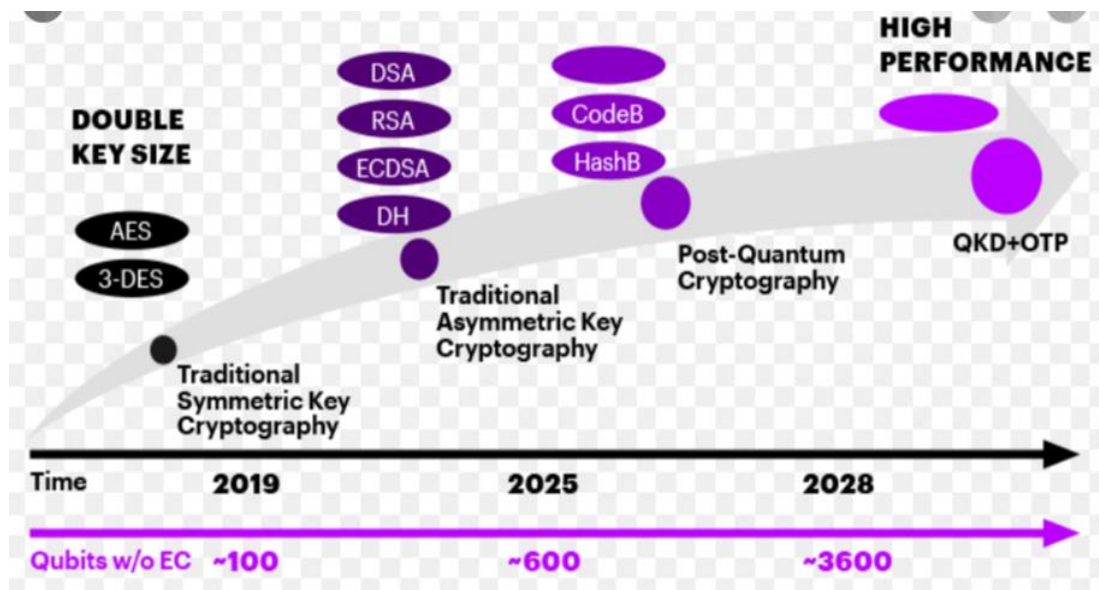 HIGH
PERFORMANCE
DOUBLE
KEY SIZE
DSA
RSA
ECDSA
DH
CodeB
HashB
AES
3-DES
QKD+OTP
Post-Quantum
Cryptography
Traditional
Asymmetric Key
Cryptography
Traditional
Symmetric Key
Cryptography
Time 2019 2025 2028
Qubits w/o EC ~100 ~600 ~3600